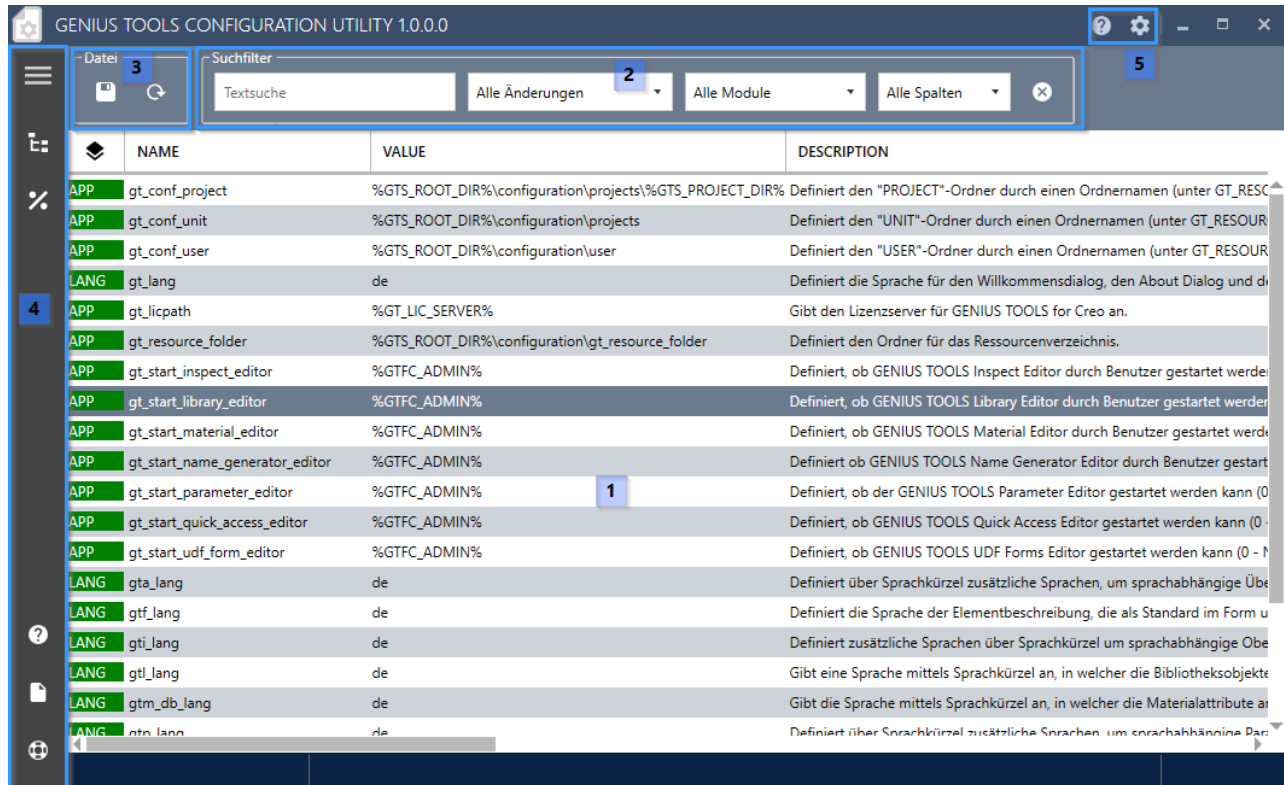 GENIUS TOOLS CONFIGURATION UTILITY 1.0.0.0
Datei
3
Suchfilter
2
5
Textsuche
Alle Änderungen
Alle Module
Alle Spalten
NAME VALUE DESCRIPTION
APP gt_conf_project %GTS_ROOT_DIR%\configuration\projects\%GTS_PROJECT_DIR% Definiert den "PROJECT"-Ordner durch einen Ordnernamen (unter GT_RESC
APP gt_conf_unit %GTS_ROOT_DIR%\configuration\projects Definiert den "UNIT"-Ordner durch einen Ordnernamen (unter GT_RESOUR
APP gt_conf_user %GTS_ROOT_DIR%\configuration\user Definiert den "USER"-Ordner durch einen Ordnernamen (unter GT_RESOUR
LANG gt_lang de Definiert die Sprache für den Willkommensdialog, den About Dialog und de
4
APP gt_licpath %GT_LIC_SERVER% Gibt den Lizenzserver für GENIUS TOOLS for Creo an.
APP gt_resource_folder %GTS_ROOT_DIR%\configuration\gt_resource_folder Definiert den Ordner für das Ressourcenverzeichnis.
APP gt_start_inspect_editor %GTFC_ADMIN% Definiert, ob GENIUS TOOLS Inspect Editor durch Benutzer gestartet werde
APP gt_start_library_editor %GTFC_ADMIN% Definiert, ob GENIUS TOOLS Library Editor durch Benutzer gestartet werden
APP gt_start_material_editor %GTFC_ADMIN% Definiert, ob GENIUS TOOLS Material Editor durch Benutzer gestartet werde
APP gt_start_name_generator_editor %GTFC_ADMIN% Definiert ob GENIUS TOOLS Name Generator Editor durch Benutzer gestart
APP gt_start_parameter_editor %GTFC_ADMIN% 1 Definiert, ob der GENIUS TOOLS Parameter Editor gestartet werden kann (0
APP gt_start_quick_access_editor %GTFC_ADMIN% Definiert, ob GENIUS TOOLS Quick Access Editor gestartet werden kann (0 -
APP gt_start_udf_form_editor %GTFC_ADMIN% Definiert, ob GENIUS TOOLS UDF Forms Editor gestartet werden kann (0 - N
LANG gta_lang de Definiert über Sprachkürzel zusätzliche Sprachen, um sprachabhängige Übe
LANG gtf_lang de Definiert die Sprache der Elementbeschreibung, die als Standard im Form u
LANG gti_lang de Definiert zusätzliche Sprachen über Sprachkürzel um sprachabhängige Obe
LANG gtl_lang de Gibt eine Sprache mittels Sprachkürzel an, in welcher die Bibliotheksobjekte
LANG gtm_db_lang de Gibt die Sprache mittels Sprachkürzel an, in welcher die Materialattribute a
LANG gtp_lang de Definiert über Sprachkürzel zusätzliche Sprachen, um sprachabhängige Para